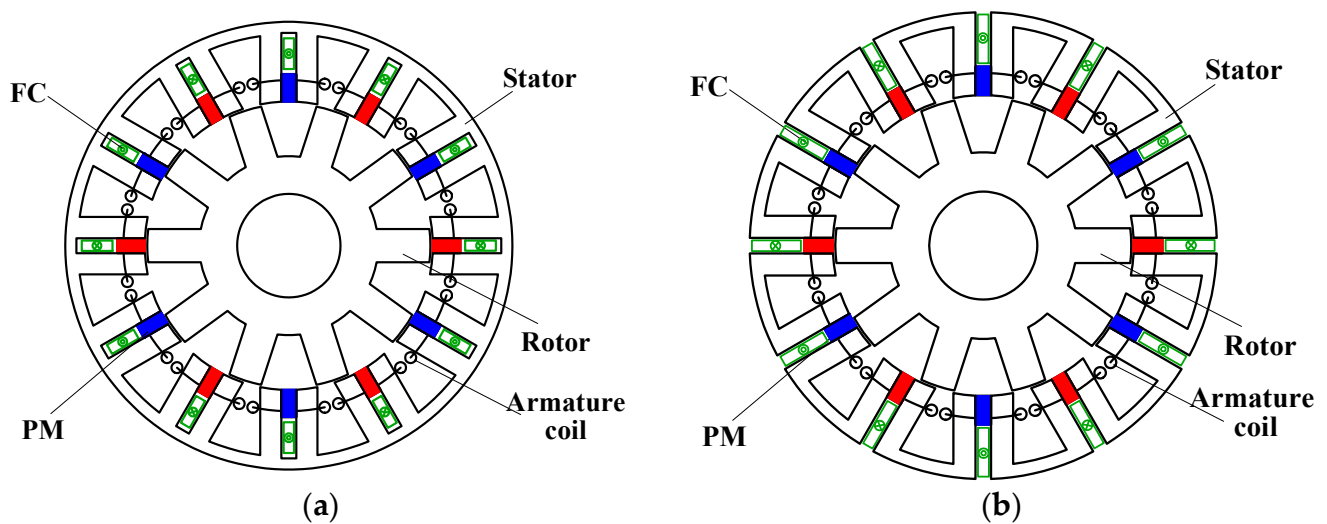 FC
Stator
PM
Rotor
Armature
coil
(a)
FC
Stator
PM
Rotor
Armature
coil
(b)